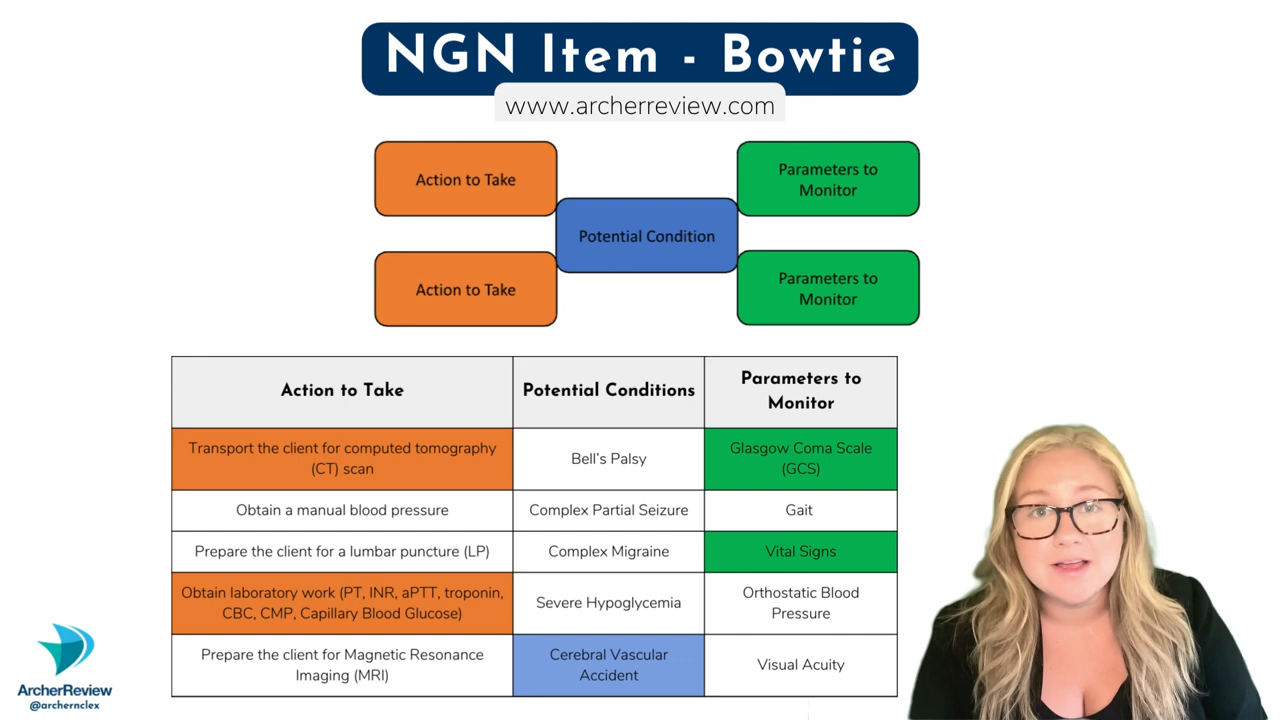 NGN Item - Bowtie
www.archerreview.com
Action to Take
Parameters to
Monitor
Potential Condition
Action to Take
Parameters to
Monitor
Action to Take
Potential Conditions
Parameters to
Monitor
Transport the client for computed tomography
(CT) scan
Bell's Palsy
Glasgow Coma Scale
(GCS)
Obtain a manual blood pressure
Complex Partial Seizure
Gait
Prepare the client for a lumbar puncture (LP)
Complex Migraine
Vital Signs
Obtain laboratory work (PT, INR, aPTT, troponin,
CBC, CMP, Capillary Blood Glucose)
Severe Hypoglycemia
Orthostatic Blood
Pressure
Prepare the client for Magnetic Resonance
Imaging (MRI)
Cerebral Vascular
Accident
Visual Acuity
ArcherReview
@archernclex